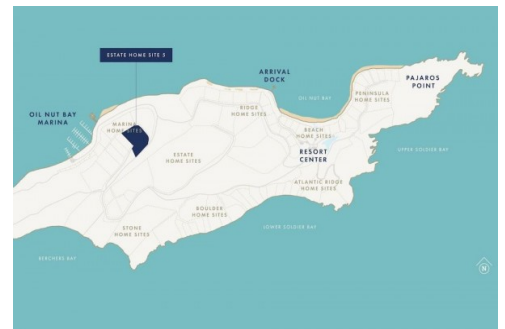 ESTATE HOME SITE 3
ARRIVAL
DOCK
PAJAROS
POINT
OIL NUT BAY
PENINSULA
HOME SITES
RIDGE
HOME SITES
OIL NUT BAY
MARINA
MARINA
HOME SITES
BEACH
HOME SITES
RESORT
CENTER
UPPER SOLDIER BAY
ESTATE
HOME SITES
ATLANTIC RIDGE
HOME SITES
BOULDER
HOME SITES
LOWER SOLDIER BAY
STONE
HOME SITES
BERCHERS BAY
N